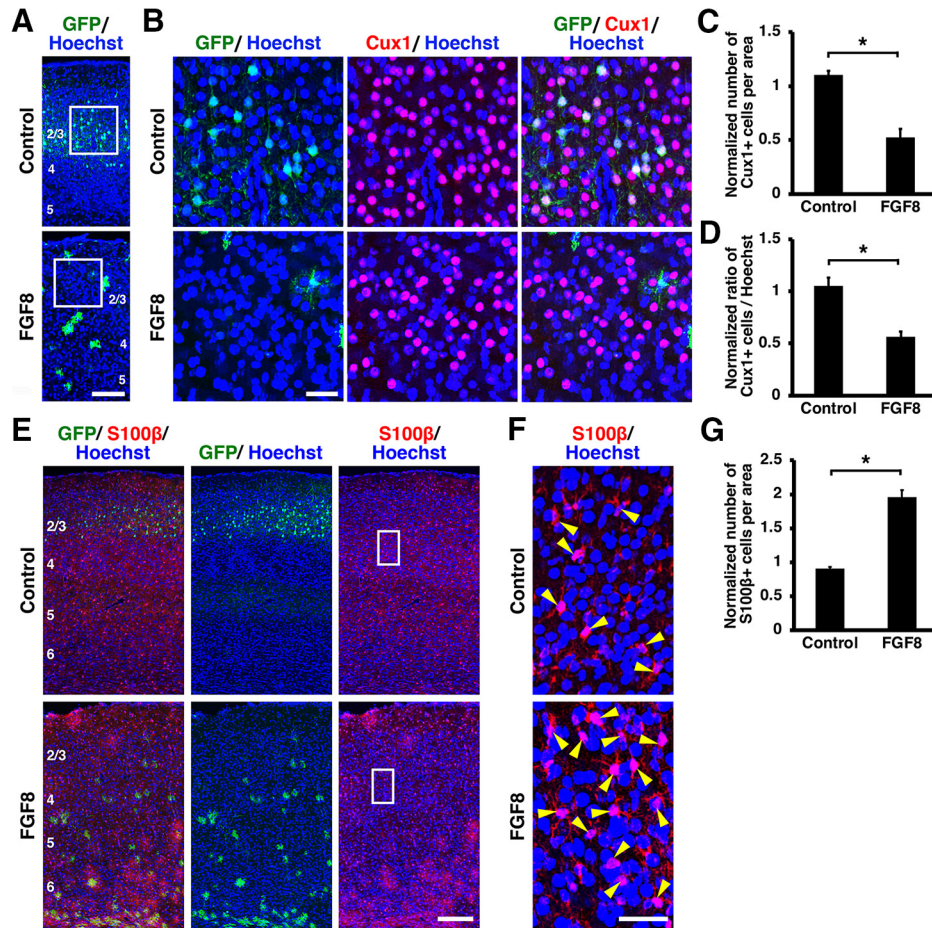 A
GFP/
Hoechst
Control
2/3
4
5
FGF8
2/3
4
5
B
GFP/ Hoechst
Cux1/ Hoechst
GFP/ Cux1/
Hoechst
Control
FGF8
C
Normalized number of
Cux1+ cells per area
1.5
1
0.5
0
*
Control
FGF8
D
Normalized ratio of
Cux1+ cells / Hoechst
1.5
1
0.5
0
*
Control
FGF8
E
GFP/ S100β/
Hoechst
GFP/ Hoechst
S100β/
Hoechst
Control
2/3
4
5
6
FGF8
2/3
4
5
6
F
S100β/
Hoechst
Control
FGF8
G
Normalized number of
S100β+ cells per area
2.5
2
1.5
1
0.5
0
*
Control
FGF8